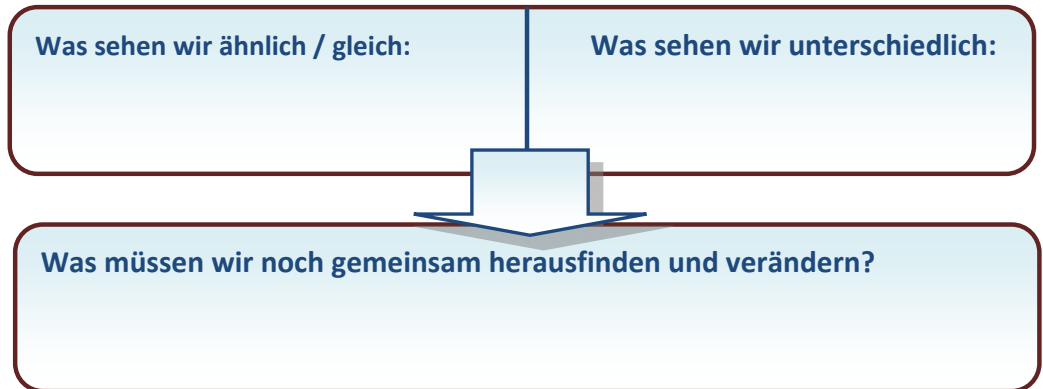 Was sehen wir ähnlich / gleich:
Was sehen wir unterschiedlich:
Was müssen wir noch gemeinsam herausfinden und verändern?